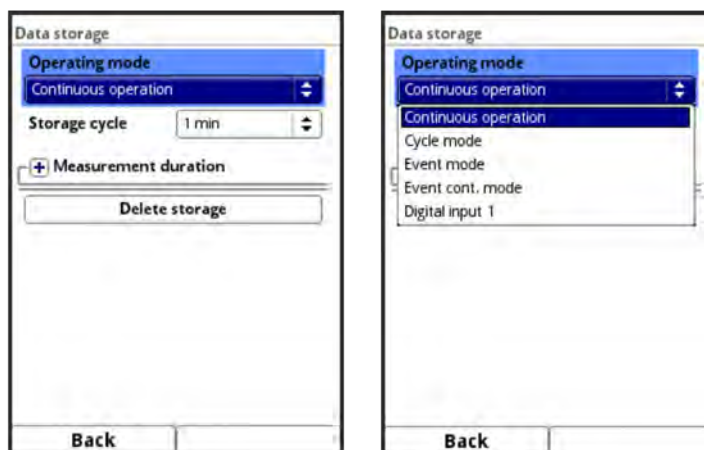 Data storage
Operating mode
Continuous operation
Storage cycle 1 min
+ Measurement duration
Delete storage
Back
Data storage
Operating mode
Continuous operation
Continuous operation
Cycle mode
Event mode
Event cont. mode
Digital input 1
Back